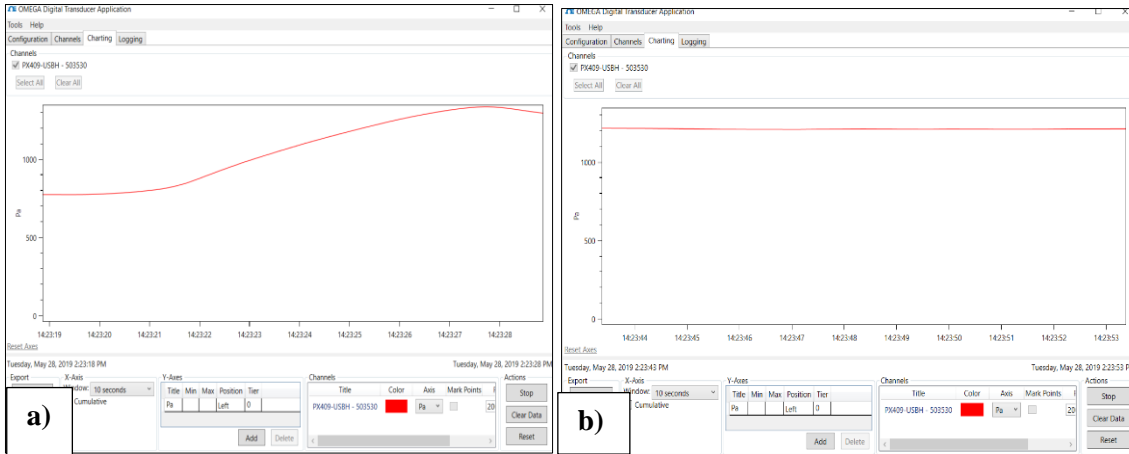 OMEGA Digital Transducer Application
Tools Help
Configuration Channels Charting Logging
Channels
PX409-USBH - 503530
Select All Clear All
1000
Pa
500
0
14:23:19 14:23:20 14:23:21 14:23:22 14:23:23 14:23:24 14:23:25 14:23:26 14:23:27 14:23:28
Reset Axes
Tuesday, May 28, 2019 2:23:18 PM Tuesday, May 28, 2019 2:23:28 PM
Export X-Axis Y-Axes Channels Actions
10 seconds
Cumulative
Title Min Max Position Tier
Pa Left 0
Add Delete
Title Color Axis Mark Points
PX409-USBH - 503530 Pa 20
Stop
Clear Data
Reset
a)
OMEGA Digital Transducer Application
Tools Help
Configuration Channels Charting Logging
Channels
PX409-USBH - 503530
Select All Clear All
1000
Pa
500
0
14:23:44 14:23:45 14:23:46 14:23:47 14:23:48 14:23:49 14:23:50 14:23:51 14:23:52 14:23:53
Reset Axes
Tuesday, May 28, 2019 2:23:43 PM Tuesday, May 28, 2019 2:23:53 P
Export X-Axis Y-Axes Channels Actions
10 seconds
Cumulative
Title Min Max Position Tier
Pa Left 0
Add Delete
Title Color Axis Mark Points
PX409-USBH - 503530 Pa 20
Stop
Clear Data
Reset
b)